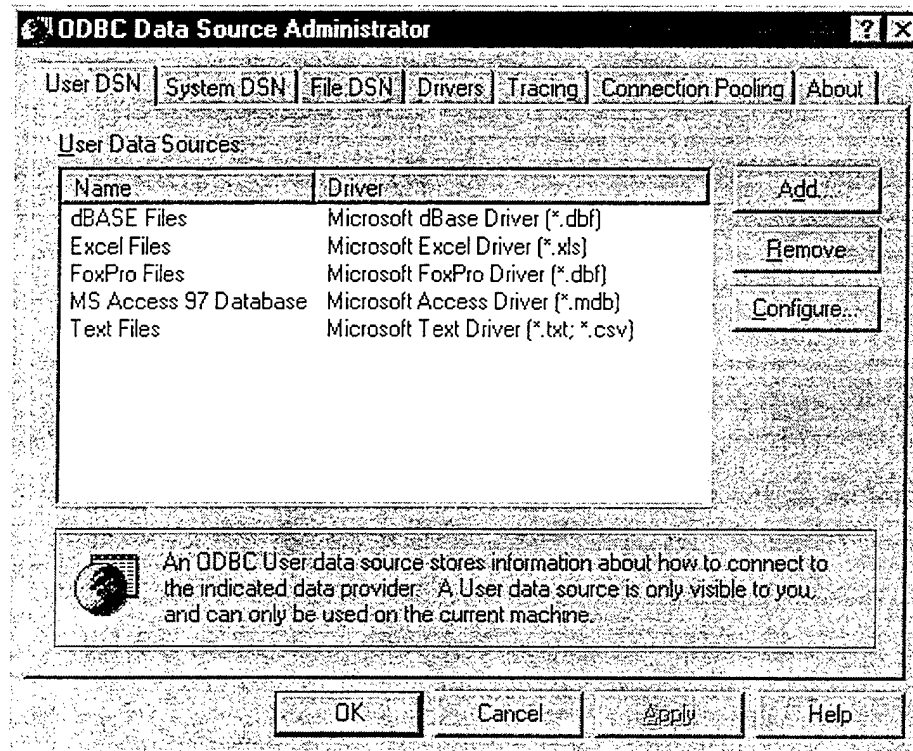 ODBC Data Source Administrator
User DSN System DSN File DSN Drivers Tracing Connection Pooling About
User Data Sources:
Name Driver
dBASE Files Microsoft dBase Driver (*.dbf)
Excel Files Microsoft Excel Driver (*.xls)
FoxPro Files Microsoft FoxPro Driver (*.dbf)
MS Access 97 Database Microsoft Access Driver (*.mdb)
Text Files Microsoft Text Driver (*.txt; *.csv)
Add...
Remove
Configure...
An ODBC User data source stores information about how to connect to
the indicated data provider. A User data source is only visible to you,
and can only be used on the current machine.
OK Cancel Apply Help